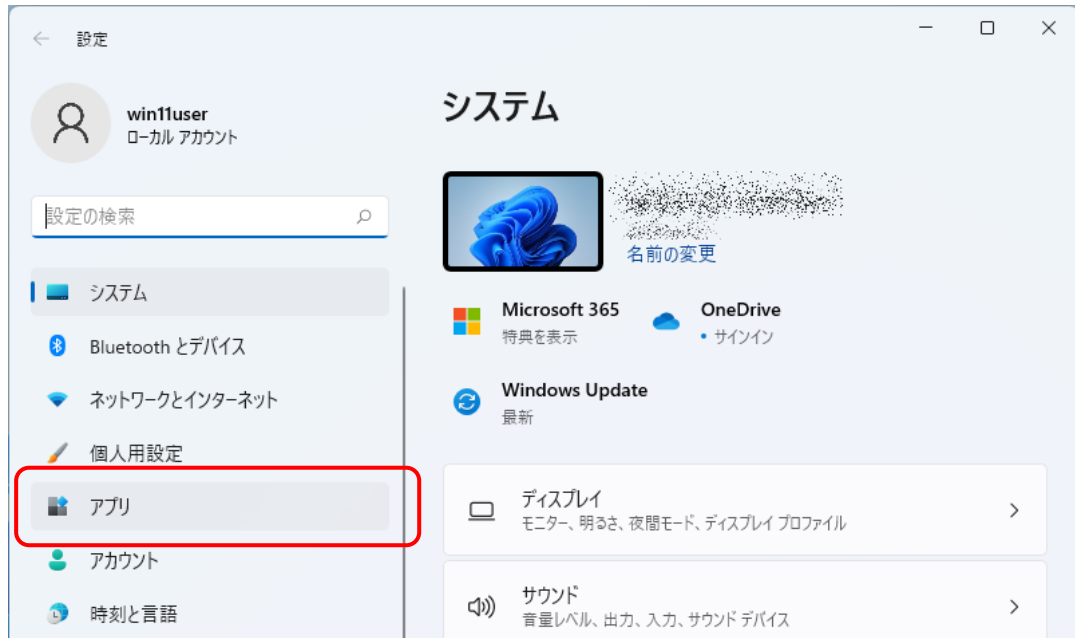 設定
win11user
ローカル アカウント
設定の検索
システム
Bluetooth とデバイス
ネットワークとインターネット
個人用設定
アプリ
アカウント
時刻と言語
システム
名前の変更
Microsoft 365
特典を表示
OneDrive
• サインイン
Windows Update
最新
ディスプレイ
モニター、明るさ、夜間モード、ディスプレイ プロファイル
サウンド
音量レベル、出力、入力、サウンド デバイス